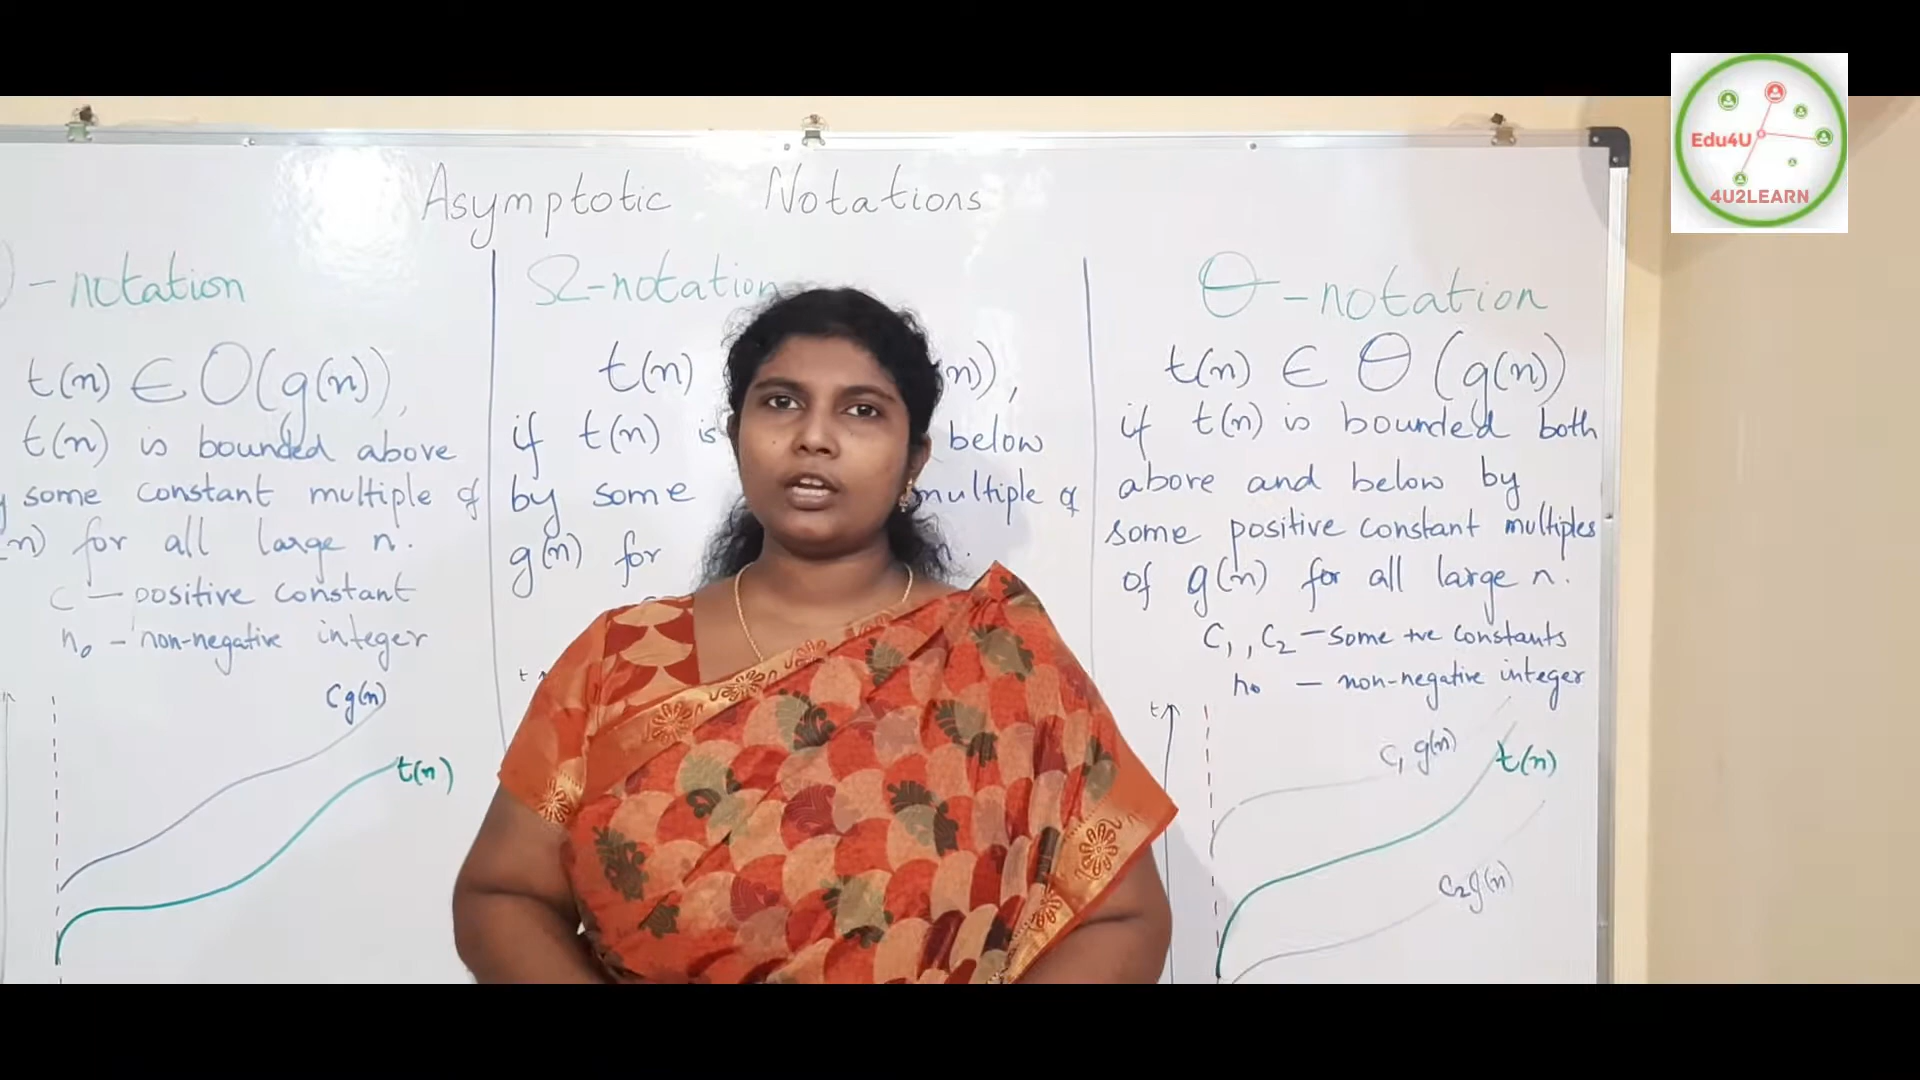 Asymptotic Notations
- notation
t(n) ∈ O(g(n)),
t(n) is bounded above
some constant multiple of
for all large n.
c - positive constant
n₀ - non-negative integer
cg(n)
t(n)
Ω-notation
t(n)
if t(n) is below
by some multiple of
g(n) for n.
t
Θ-notation
t(n) ∈ Θ (g(n))
if t(n) is bounded both
above and below by
some positive constant multiples
of g(n) for all large n.
c₁, c₂ - some +ve constants
n₀ - non-negative integer
t
c₁ g(n)
t(n)
c₂g(n)
Edu4U
4U2LEARN